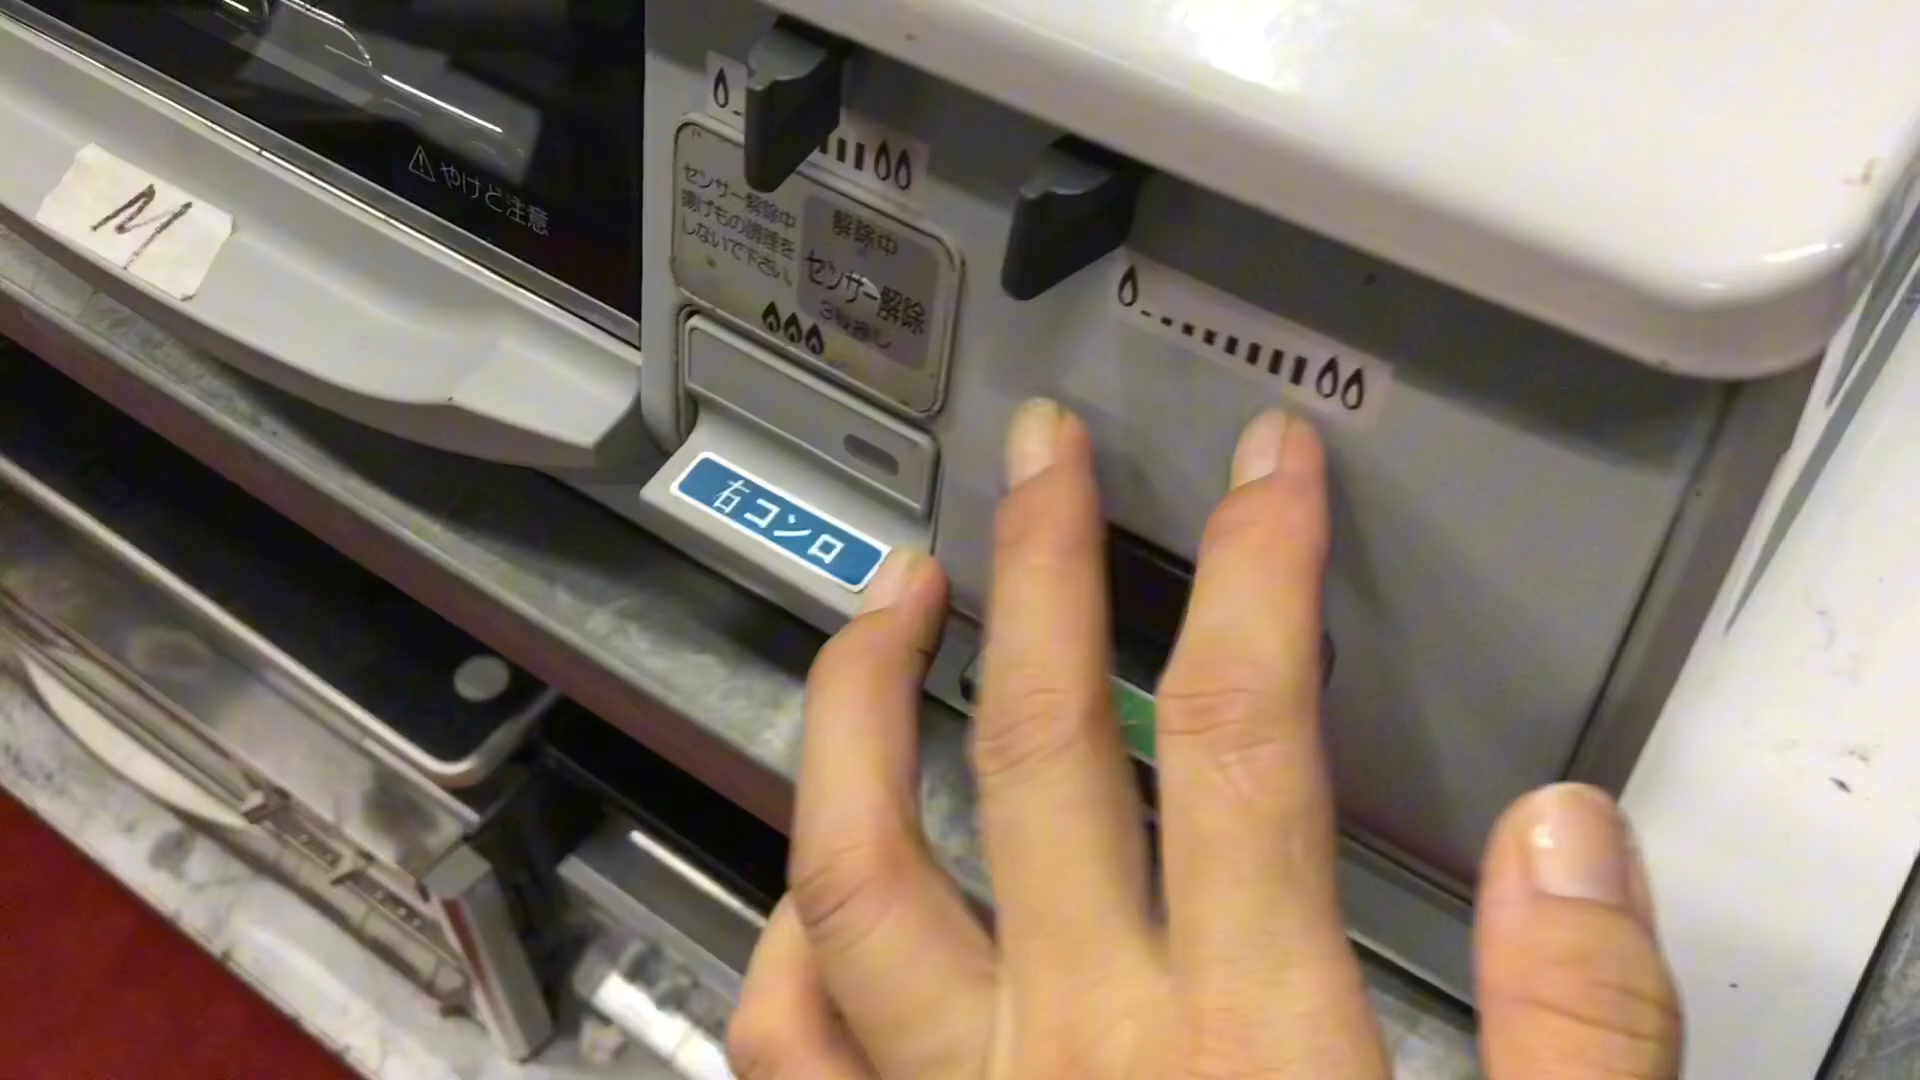 M
やけど注意
センサー解除中
揚げもの調理を
しないで下さい。
解除中
センサー解除
3秒押し
右コンロ